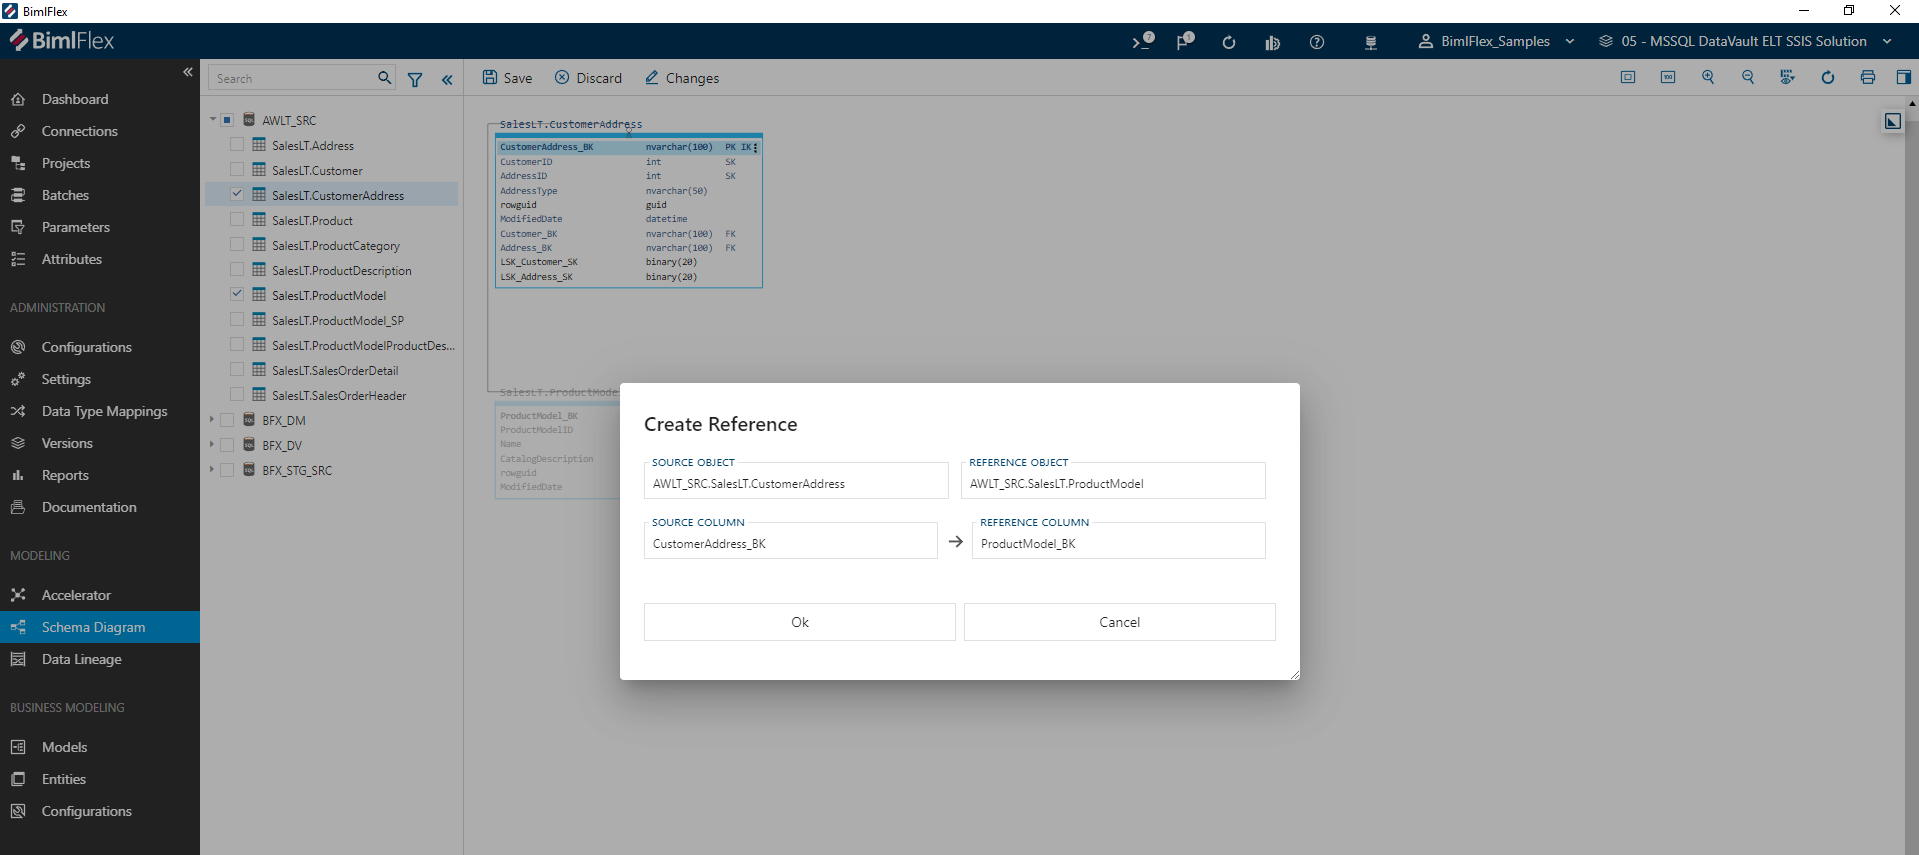 BimlFlex
BimlFlex
7
1
BimlFlex_Samples
05 - MSSQL DataVault ELT SSIS Solution
Dashboard
Connections
Projects
Batches
Parameters
Attributes
ADMINISTRATION
Configurations
Settings
Data Type Mappings
Versions
Reports
Documentation
MODELING
Accelerator
Schema Diagram
Data Lineage
BUSINESS MODELING
Models
Entities
Configurations
Search
AWLT_SRC
SalesLT.Address
SalesLT.Customer
SalesLT.CustomerAddress
SalesLT.Product
SalesLT.ProductCategory
SalesLT.ProductDescription
SalesLT.ProductModel
SalesLT.ProductModel_SP
SalesLT.ProductModelProductDes...
SalesLT.SalesOrderDetail
SalesLT.SalesOrderHeader
BFX_DM
BFX_DV
BFX_STG_SRC
Save Discard Changes
100
SalesLT.CustomerAddress
CustomerAddress_BK nvarchar(100) PK IK
CustomerID int SK
AddressID int SK
AddressType nvarchar(50)
rowguid guid
ModifiedDate datetime
Customer_BK nvarchar(100) FK
Address_BK nvarchar(100) FK
LSK_Customer_SK binary(20)
LSK_Address_SK binary(20)
SalesLT.ProductMode
ProductModel_BK
ProductModelID
Name
CatalogDescription
rowguid
ModifiedDate
Create Reference
SOURCE OBJECT REFERENCE OBJECT
AWLT_SRC.SalesLT.CustomerAddress AWLT_SRC.SalesLT.ProductModel
SOURCE COLUMN REFERENCE COLUMN
CustomerAddress_BK → ProductModel_BK
Ok Cancel